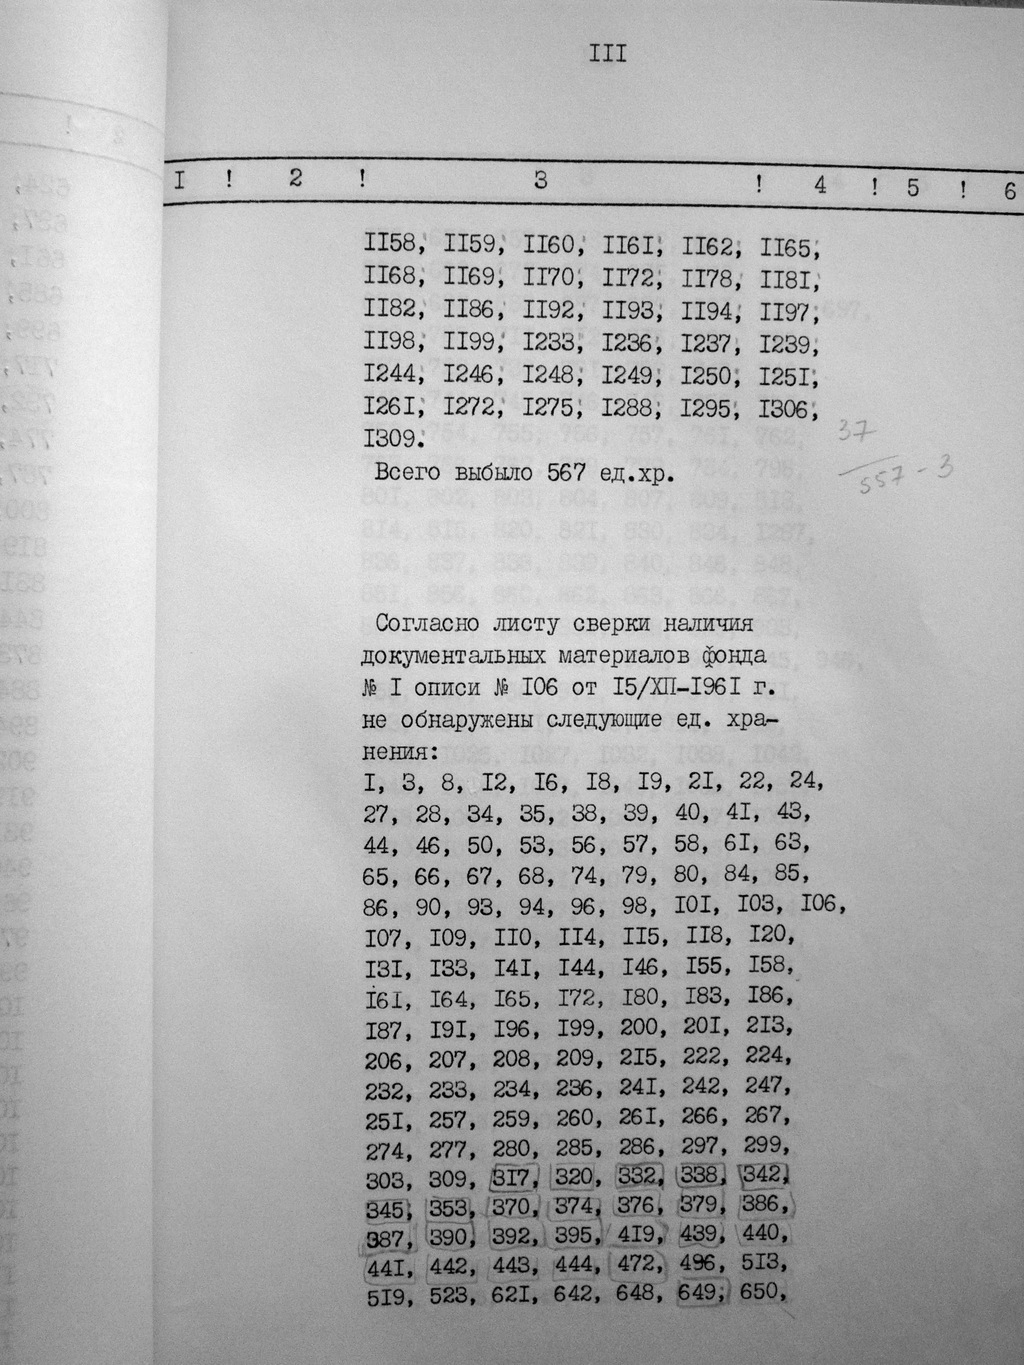 III
I ! 2 ! 3 ! 4 ! 5 ! 6
II58, II59, II60, II6I, II62, II65,
II68, II69, II70, II72, II78, II8I,
II82, II86, II92, II93, II94, II97,
II98, II99, I233, I236, I237, I239,
I244, I246, I248, I249, I250, I25I,
I26I, I272, I275, I288, I295, I306,
I309.
37
Всего выбыло 567 ед.хр.
557-3
Согласно листу сверки наличия
документальных материалов фонда
№ I описи № I06 от I5/XП-I96I г.
не обнаружены следующие ед. хра-
нения:
I, 3, 8, I2, I6, I8, I9, 2I, 22, 24,
27, 28, 34, 35, 38, 39, 40, 4I, 43,
44, 46, 50, 53, 56, 57, 58, 6I, 63,
65, 66, 67, 68, 74, 79, 80, 84, 85,
86, 90, 93, 94, 96, 98, I0I, I03, I06,
I07, I09, II0, II4, II5, II8, I20,
I3I, I33, I4I, I44, I46, I55, I58,
I6I, I64, I65, I72, I80, I83, I86,
I87, I9I, I96, I99, 200, 20I, 2I3,
206, 207, 208, 209, 2I5, 222, 224,
232, 233, 234, 236, 24I, 242, 247,
25I, 257, 259, 260, 26I, 266, 267,
274, 277, 280, 285, 286, 297, 299,
303, 309, 3I7, 320, 332, 338, 342,
345, 353, 370, 374, 376, 379, 386,
387, 390, 392, 395, 4I9, 439, 440,
44I, 442, 443, 444, 472, 496, 5I3,
5I9, 523, 62I, 642, 648, 649, 650,